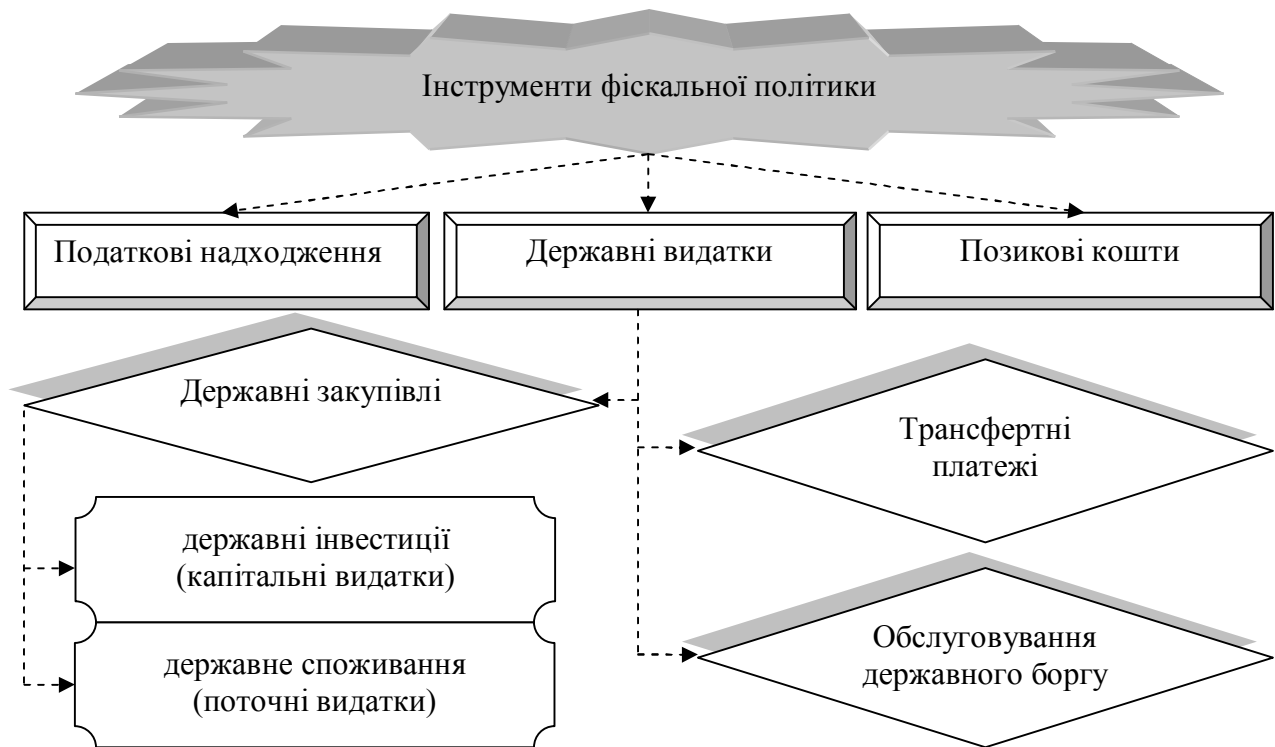 Інструменти фіскальної політики
Податкові надходження
Державні видатки
Позикові кошти
Державні закупівлі
Трансфертні
платежі
державні інвестиції
(капітальні видатки)
державне споживання
(поточні видатки)
Обслуговування
державного боргу